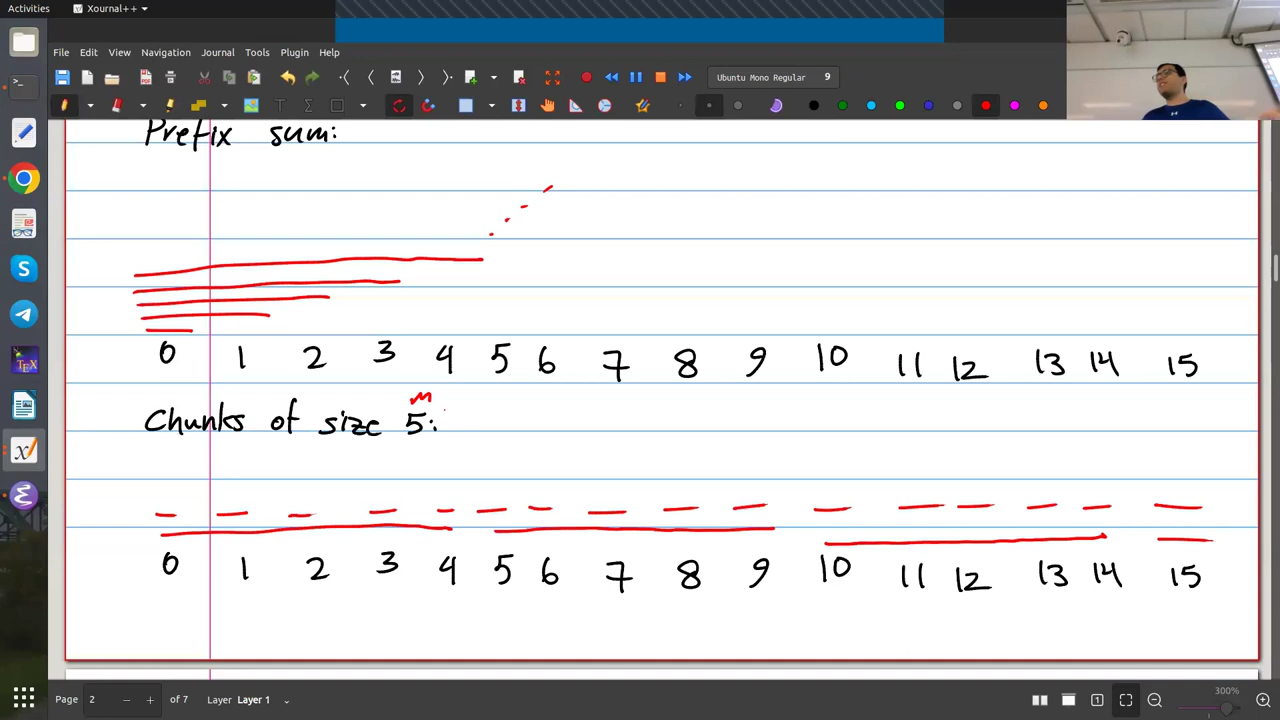 Activities Xournal++
File Edit View Navigation Journal Tools Plugin Help
Ubuntu Mono Regular 9
Prefix sum:
0 1 2 3 4 5 6 7 8 9 10 11 12 13 14 15
m
Chunks of size 5:
0 1 2 3 4 5 6 7 8 9 10 11 12 13 14 15
Page 2 of 7 Layer Layer 1 300%